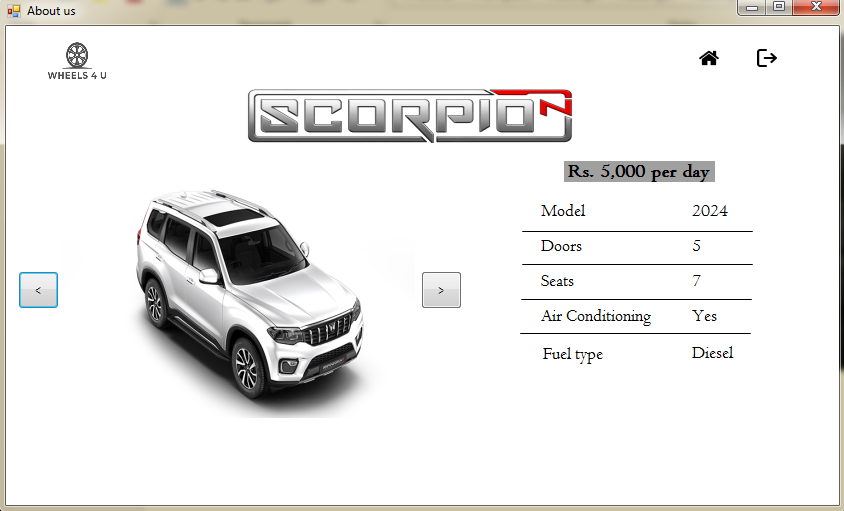 About us
WHEELS 4 U
SCORPIO N
Rs. 5,000 per day
Model 2024
Doors 5
Seats 7
< >
Air Conditioning Yes
Fuel type Diesel